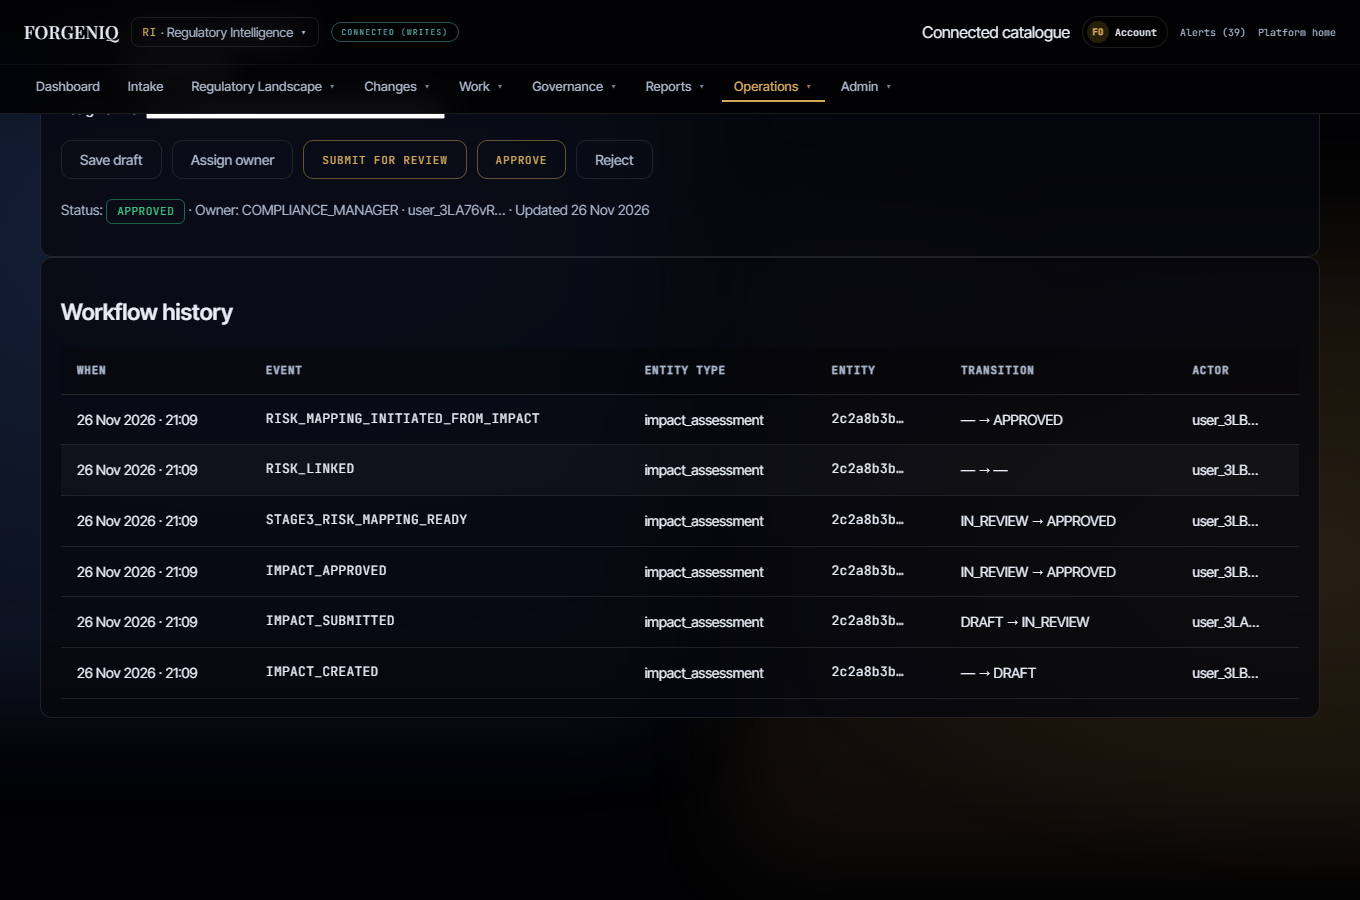 FORGENIQ
RI · Regulatory Intelligence
CONNECTED (WRITES)
Connected catalogue
FO Account
Alerts (39)
Platform home
Dashboard
Intake
Regulatory Landscape
Changes
Work
Governance
Reports
Operations
Admin
Save draft
Assign owner
SUBMIT FOR REVIEW
APPROVE
Reject
Status: APPROVED · Owner: COMPLIANCE_MANAGER · user_3LA76vR… · Updated 26 Nov 2026
Workflow history
WHEN EVENT ENTITY TYPE ENTITY TRANSITION ACTOR
26 Nov 2026 · 21:09 RISK_MAPPING_INITIATED_FROM_IMPACT impact_assessment 2c2a8b3b… — → APPROVED user_3LB…
26 Nov 2026 · 21:09 RISK_LINKED impact_assessment 2c2a8b3b… — → — user_3LB…
26 Nov 2026 · 21:09 STAGE3_RISK_MAPPING_READY impact_assessment 2c2a8b3b… IN_REVIEW → APPROVED user_3LB…
26 Nov 2026 · 21:09 IMPACT_APPROVED impact_assessment 2c2a8b3b… IN_REVIEW → APPROVED user_3LB…
26 Nov 2026 · 21:09 IMPACT_SUBMITTED impact_assessment 2c2a8b3b… DRAFT → IN_REVIEW user_3LA…
26 Nov 2026 · 21:09 IMPACT_CREATED impact_assessment 2c2a8b3b… — → DRAFT user_3LB…